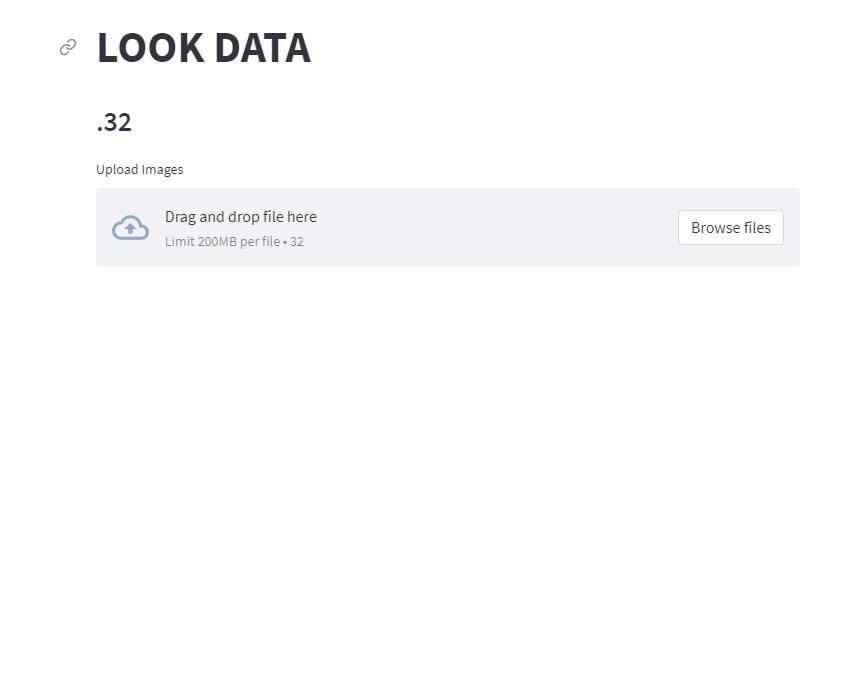 LOOK DATA
.32
Upload Images
Drag and drop file here
Browse files
Limit 200MB per file • 32